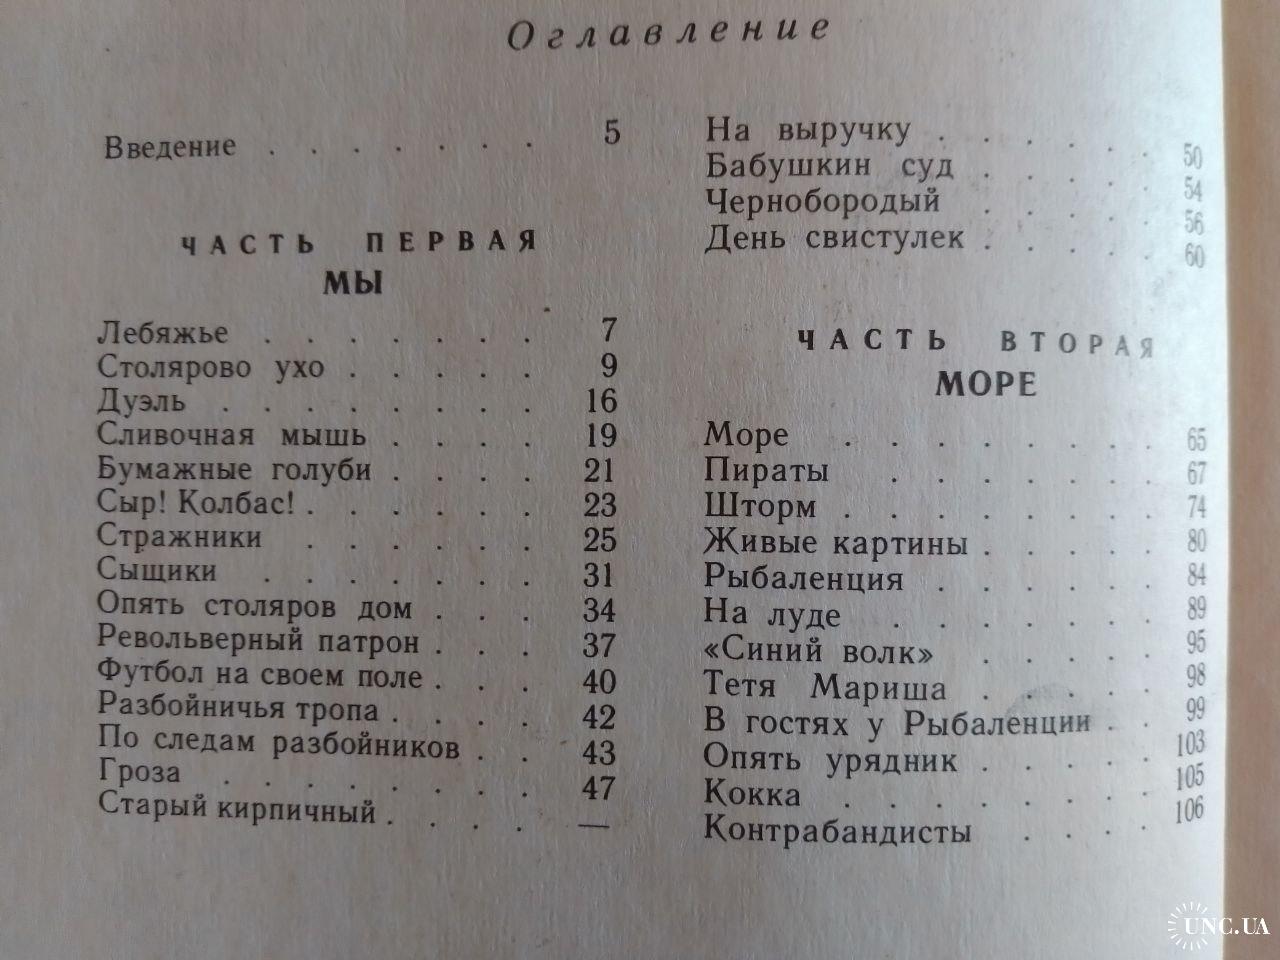 Оглавление
Введение . . . . . . . 5
ЧАСТЬ ПЕРВАЯ
МЫ
Лебяжье . . . . . . . 7
Столярово ухо . . . . . 9
Дуэль . . . . . . . . 16
Сливочная мышь . . . . 19
Бумажные голуби . . . . 21
Сыр! Колбас! . . . . . . 23
Стражники . . . . . . 25
Сыщики . . . . . . . 31
Опять столяров дом . . . 34
Револьверный патрон . . . 37
Футбол на своем поле . . . 40
Разбойничья тропа . . . . 42
По следам разбойников . . 43
Гроза . . . . . . . . 47
Старый кирпичный . . . . —
На выручку . . . . . . 50
Бабушкин суд . . . . . 54
Чернобородый . . . . . 56
День свистулек . . . . . 60
ЧАСТЬ ВТОРАЯ
МОРЕ
Море . . . . . . . . 65
Пираты . . . . . . . 67
Шторм . . . . . . . . 74
Живые картины . . . . . 80
Рыбаленция . . . . . . 84
На луде . . . . . . . 89
«Синий волк» . . . . . 95
Тетя Мариша . . . . . 98
В гостях у Рыбаленции . . 99
Опять урядник . . . . . 103
Кокка . . . . . . . . 105
Контрабандисты . . . . 106
UNC.UA